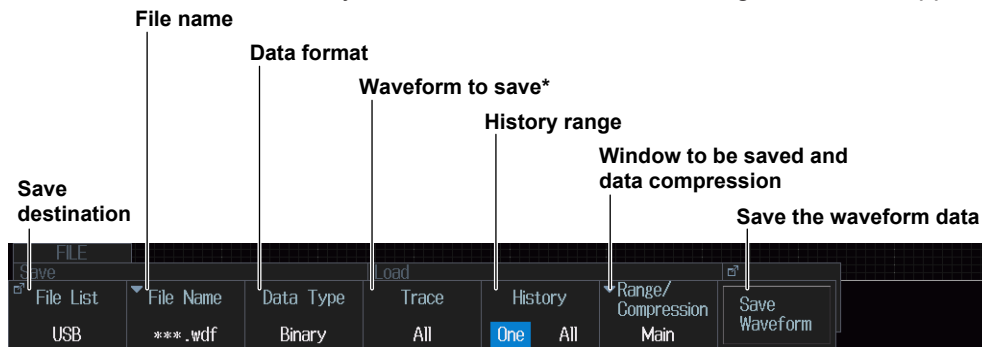 File name
Data format
Waveform to save*
History range
Window to be saved and
data compression
Save
destination
Save the waveform data
FILE
Save
Load
File List
File Name
Data Type
Trace
History
Range/
Compression
Save
Waveform
USB
***.wdf
Binary
All
One
All
Main